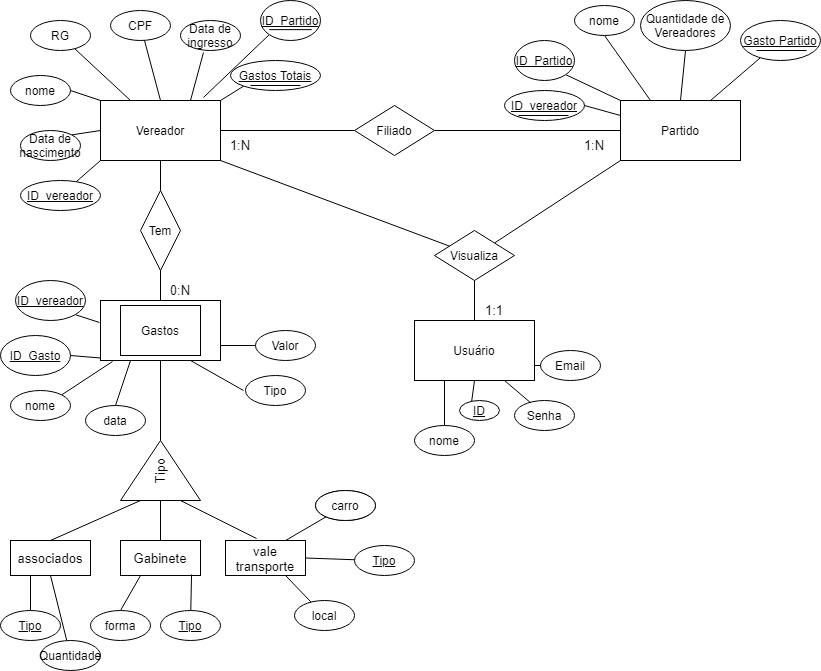 RG
CPF
Data de
ingresso
ID_Partido
nome
Quantidade de
Vereadores
Gasto Partido
ID_Partido
Gastos Totais
nome
ID_vereador
Vereador
Filiado
Partido
Data de
nascimento
1:N
1:N
ID_vereador
Tem
Visualiza
0:N
ID_vereador
1:1
Gastos
Valor
Usuário
ID_Gasto
Email
Tipo
nome
data
ID
Senha
nome
Tipo
carro
associados
Gabinete
vale
transporte
Tipo
local
Tipo
forma
Tipo
Quantidade